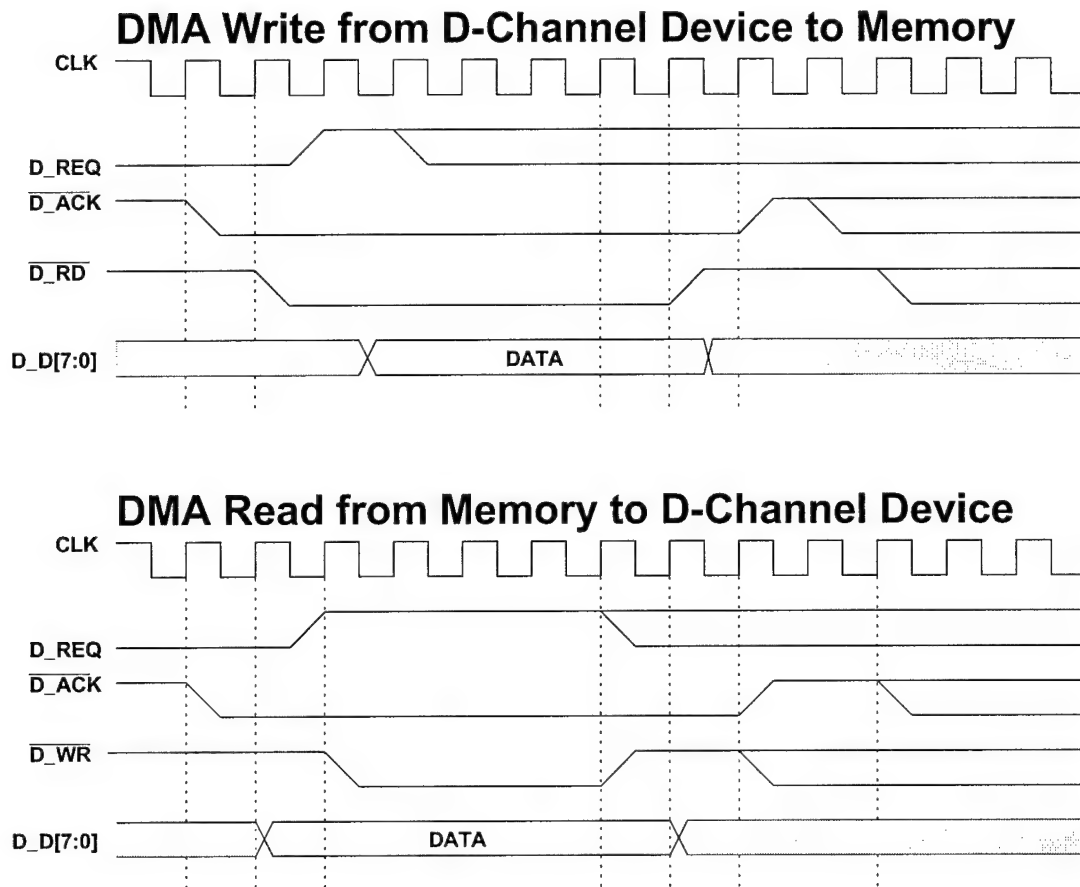 DMA Write from D-Channel Device to Memory
CLK
D_REQ
D_ACK
D_RD
D_D[7:0] DATA
DMA Read from Memory to D-Channel Device
CLK
D_REQ
D_ACK
D_WR
D_D[7:0] DATA